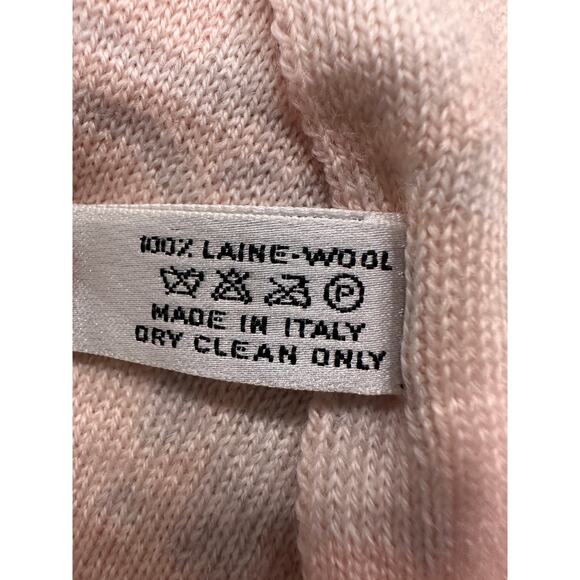 100% LAINE-WOOL
P
MADE IN ITALY
DRY CLEAN ONLY